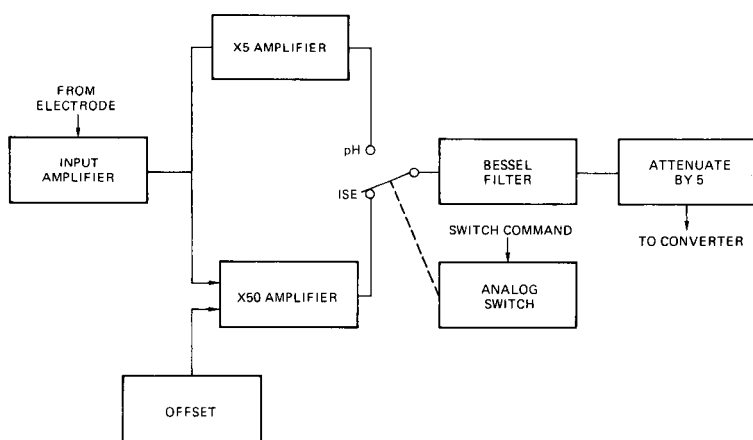 X5 AMPLIFIER
FROM
ELECTRODE
INPUT
AMPLIFIER
pH
ISE
BESSEL
FILTER
ATTENUATE
BY 5
SWITCH COMMAND
TO CONVERTER
X50 AMPLIFIER
ANALOG
SWITCH
OFFSET